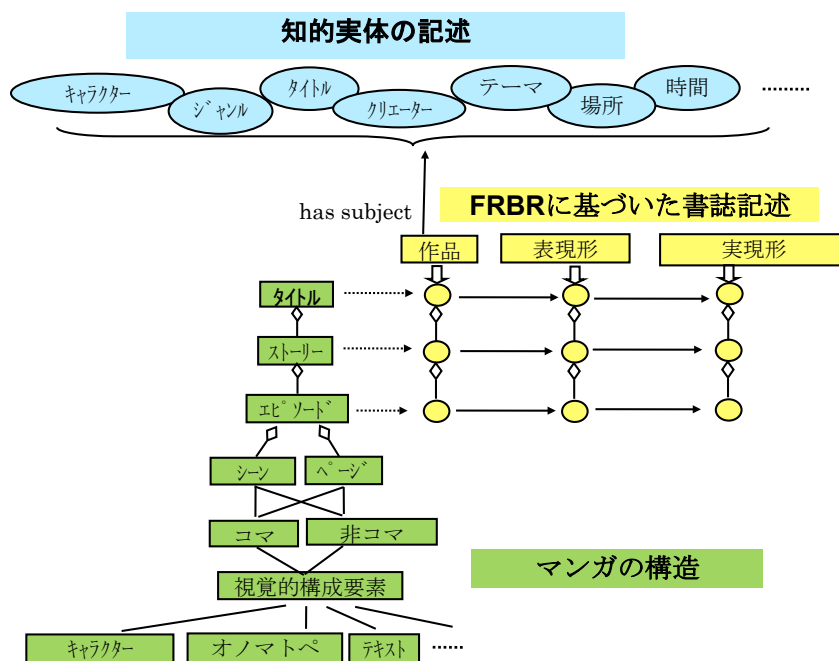 知的実体の記述
キャラクター
ジャンル
タイトル
クリエーター
テーマ
場所
時間
………
has subject
FRBRに基づいた書誌記述
作品
表現形
実現形
タイトル
ストーリー
エピソード
シーン
ページ
コマ
非コマ
マンガの構造
視覚的構成要素
キャラクター
オノマトペ
テキスト
……